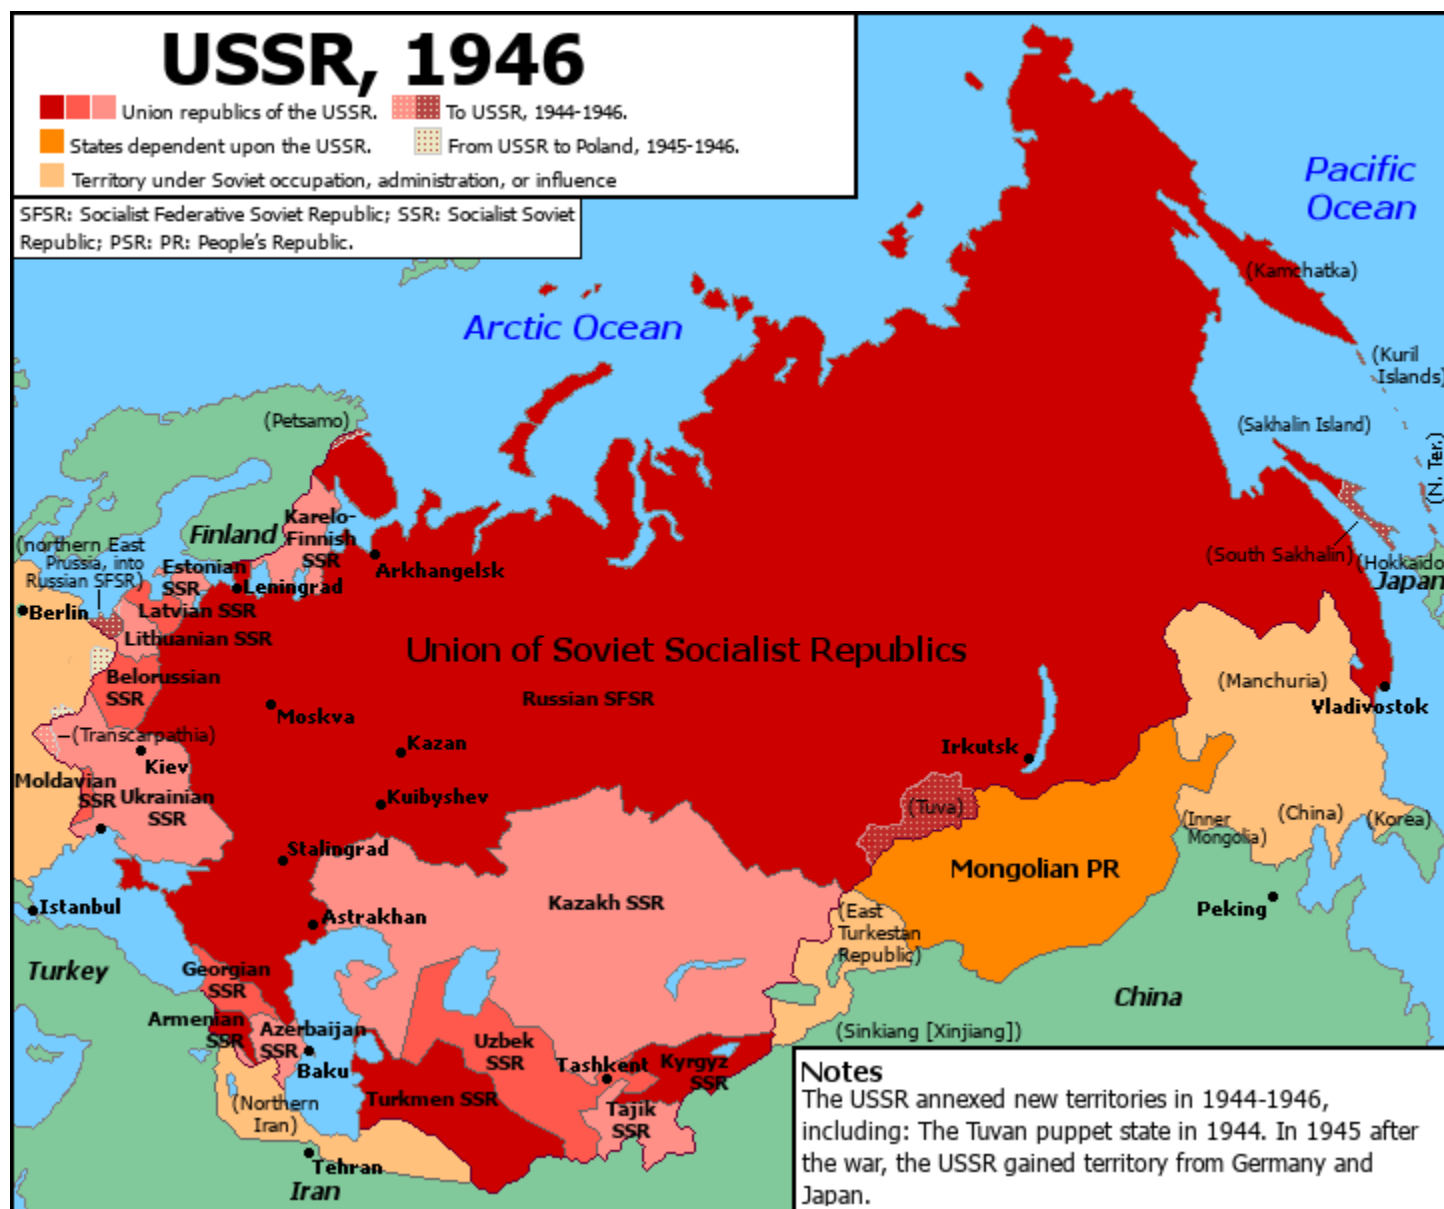 USSR, 1946
Union republics of the USSR.
To USSR, 1944-1946.
States dependent upon the USSR.
From USSR to Poland, 1945-1946.
Territory under Soviet occupation, administration, or influence
SFSR: Socialist Federative Soviet Republic; SSR: Socialist Soviet
Republic; PSR: PR: People's Republic.
Pacific
Ocean
(Kamchatka)
Arctic Ocean
(Kuril
Islands)
(Petsamo)
(Sakhalin Island)
(N. Ter.)
Karelo-
Finnish
SSR
Finland
(northern East
Prussia, into
Russian SFSR)
Estonian
SSR
Arkhangelsk
Leningrad
(South Sakhalin)
(Hokkaido
Japan
Berlin
Latvian SSR
Lithuanian SSR
Union of Soviet Socialist Republics
Belorussian
SSR
Russian SFSR
(Manchuria)
Vladivostok
Moskva
(Transcarpathia)
Kiev
Kazan
Irkutsk
Moldavian
SSR
Ukrainian
SSR
Kuibyshev
(Tuva)
(Inner
Mongolia)
(China)
(Korea)
Stalingrad
Mongolian PR
Kazakh SSR
Istanbul
Astrakhan
(East
Turkestan
Republic)
Peking
Turkey
Georgian
SSR
China
Armenian
SSR
Azerbaijan
SSR
(Sinkiang [Xinjiang])
Uzbek
SSR
Baku
Tashkent
Kyrgyz
SSR
Turkmen SSR
(Northern
Iran)
Tajik
SSR
Tehran
Iran
Notes
The USSR annexed new territories in 1944-1946,
including: The Tuvan puppet state in 1944. In 1945 after
the war, the USSR gained territory from Germany and
Japan.